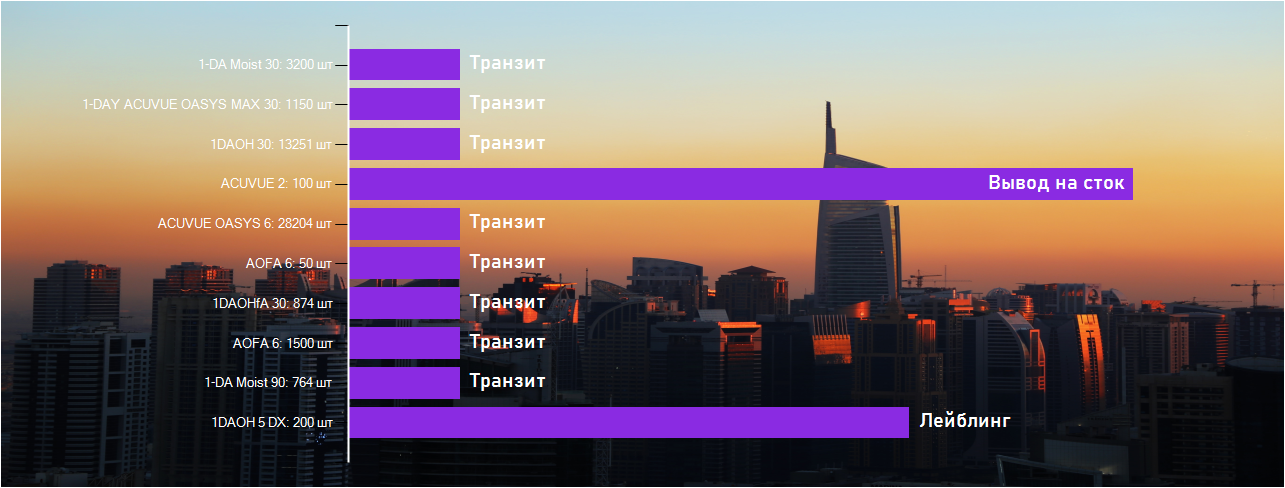 1-DA Moist 30: 3200 шт Транзит
1-DAY ACUVUE OASYS MAX 30: 1150 шт Транзит
1DAOH 30: 13251 шт Транзит
ACUVUE 2: 100 шт Вывод на сток
ACUVUE OASYS 6: 28204 шт Транзит
AOFA 6: 50 шт Транзит
1DAOHfA 30: 874 шт Транзит
AOFA 6: 1500 шт Транзит
1-DA Moist 90: 764 шт Транзит
1DAOH 5 DX: 200 шт Лейблинг